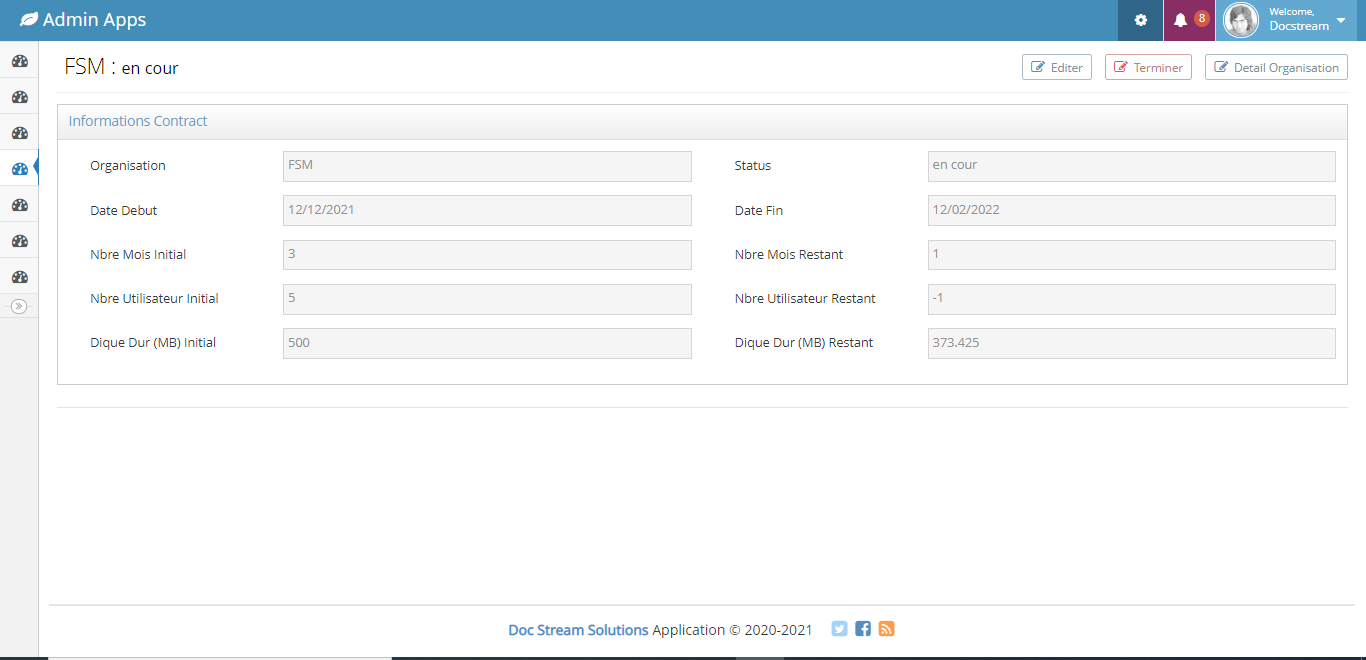 Admin Apps
8
Welcome,
Docstream
FSM : en cour
Editer
Terminer
Detail Organisation
Informations Contract
Organisation FSM Status en cour
Date Debut 12/12/2021 Date Fin 12/02/2022
Nbre Mois Initial 3 Nbre Mois Restant 1
Nbre Utilisateur Initial 5 Nbre Utilisateur Restant -1
Dique Dur (MB) Initial 500 Dique Dur (MB) Restant 373.425
Doc Stream Solutions Application © 2020-2021